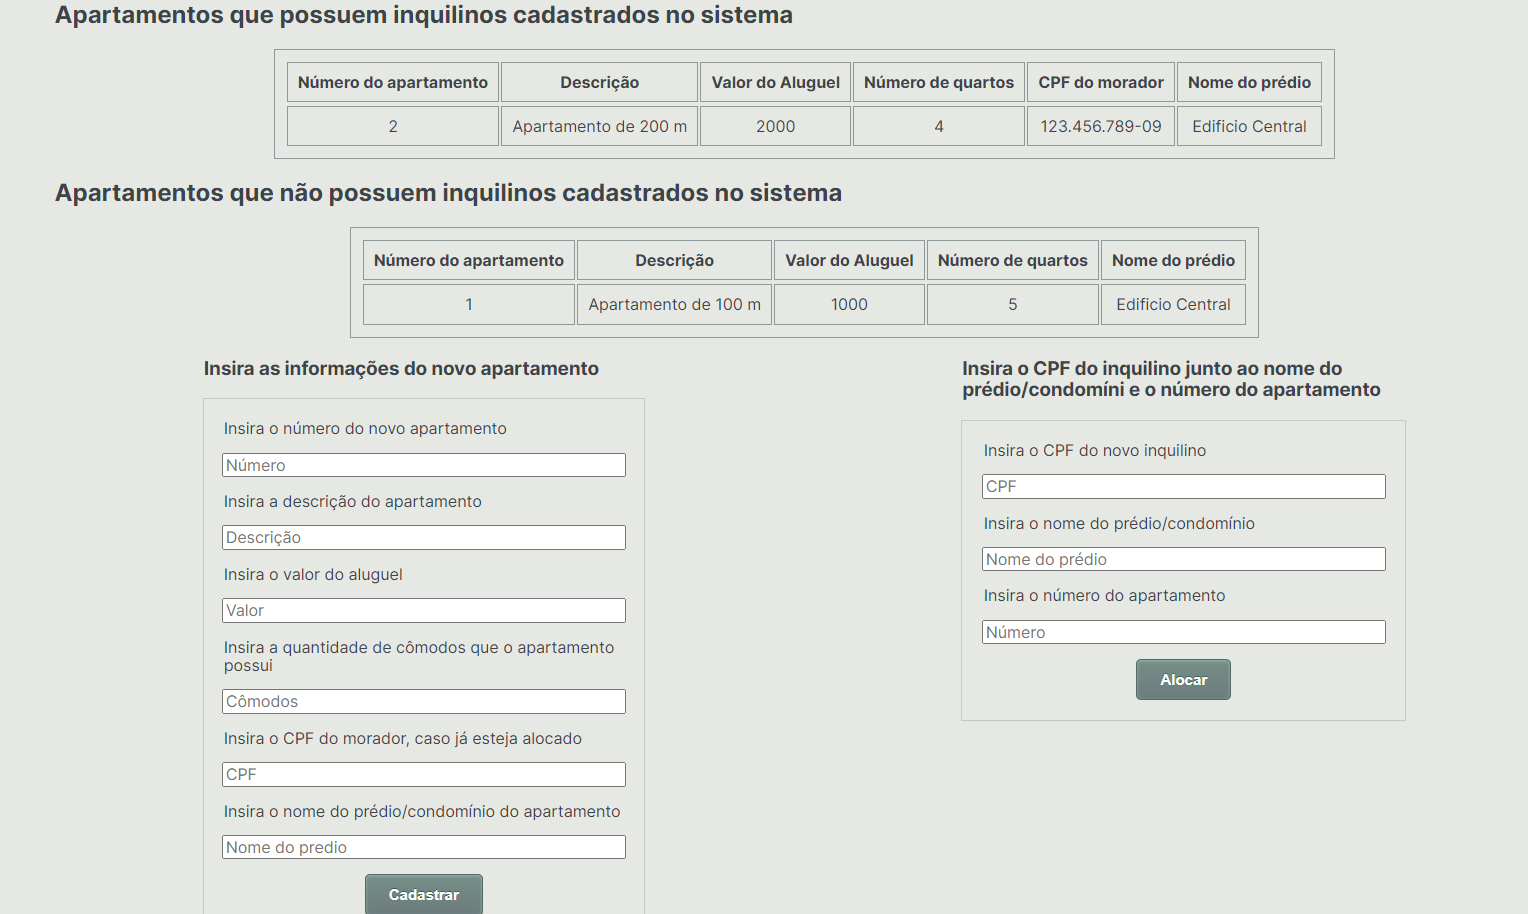 Apartamentos que possuem inquilinos cadastrados no sistema
Número do apartamento Descrição Valor do Aluguel Número de quartos CPF do morador Nome do prédio
2 Apartamento de 200 m 2000 4 123.456.789-09 Edificio Central
Apartamentos que não possuem inquilinos cadastrados no sistema
Número do apartamento Descrição Valor do Aluguel Número de quartos Nome do prédio
1 Apartamento de 100 m 1000 5 Edificio Central
Insira as informações do novo apartamento
Insira o número do novo apartamento
Número
Insira a descrição do apartamento
Descrição
Insira o valor do aluguel
Valor
Insira a quantidade de cômodos que o apartamento
possui
Cômodos
Insira o CPF do morador, caso já esteja alocado
CPF
Insira o nome do prédio/condomínio do apartamento
Nome do predio
Cadastrar
Insira o CPF do inquilino junto ao nome do
prédio/condomíni e o número do apartamento
Insira o CPF do novo inquilino
CPF
Insira o nome do prédio/condomínio
Nome do prédio
Insira o número do apartamento
Número
Alocar